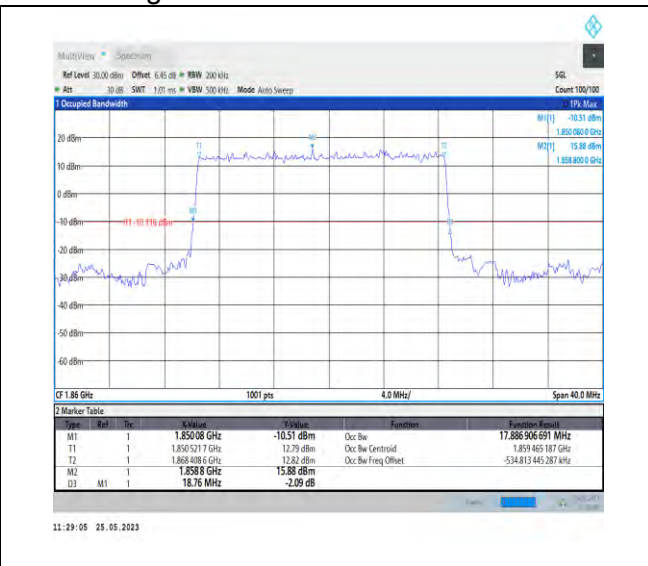 MultiView Spectrum
Ref Level 30.00 dBm Offset 6.45 dB RBW 200 kHz SGL
Att 30 dB SWT 1.01 ms VBW 500 kHz Mode Auto Sweep Count 100/100
1 Occupied Bandwidth 1Pk Max
M1[1] -10.51 dBm
1.850 080 0 GHz
M2[1] 15.88 dBm
1.858 800 0 GHz
20 dBm
T1 M2 T2
10 dBm
0 dBm
M1
-10 dBm H1 -10.116 dBm
-20 dBm
-30 dBm
-40 dBm
-50 dBm
-60 dBm
CF 1.86 GHz 1001 pts 4.0 MHz/ Span 40.0 MHz
2 Marker Table
Type Ref Trc X-Value Y-Value Function Function Result
M1 1 1.85008 GHz -10.51 dBm Occ Bw 17.886 906 691 MHz
T1 1 1.850 521 7 GHz 12.79 dBm Occ Bw Centroid 1.859 465 187 GHz
T2 1 1.868 408 6 GHz 12.82 dBm Occ Bw Freq Offset -534.813 445 287 kHz
M2 1 1.858 8 GHz 15.88 dBm
D3 M1 1 18.76 MHz -2.09 dB
11:29:05 25.05.2023